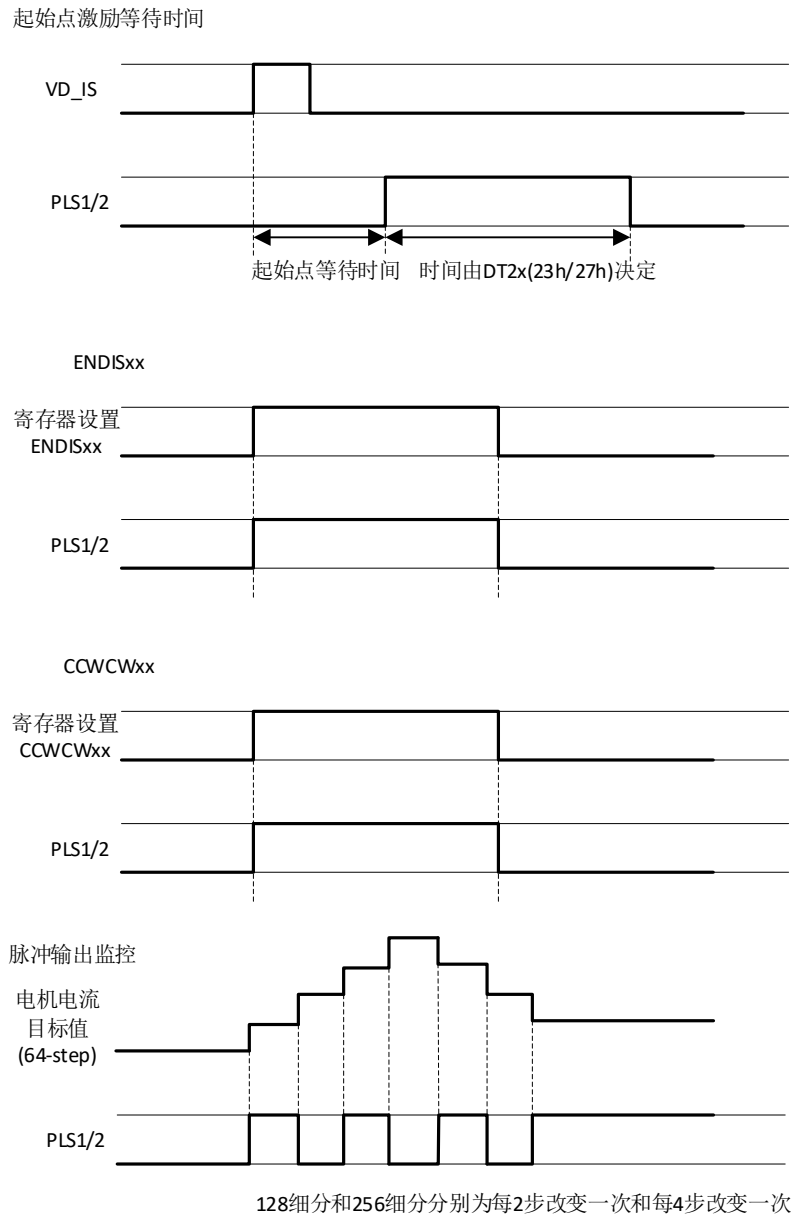 起始点激励等待时间
VD_IS
PLS1/2
起始点等待时间 时间由DT2x(23h/27h)决定
ENDISxx
寄存器设置
ENDISxx
PLS1/2
CCWCWxx
寄存器设置
CCWCWxx
PLS1/2
脉冲输出监控
电机电流
目标值
(64-step)
PLS1/2
128细分和256细分分别为每2步改变一次和每4步改变一次